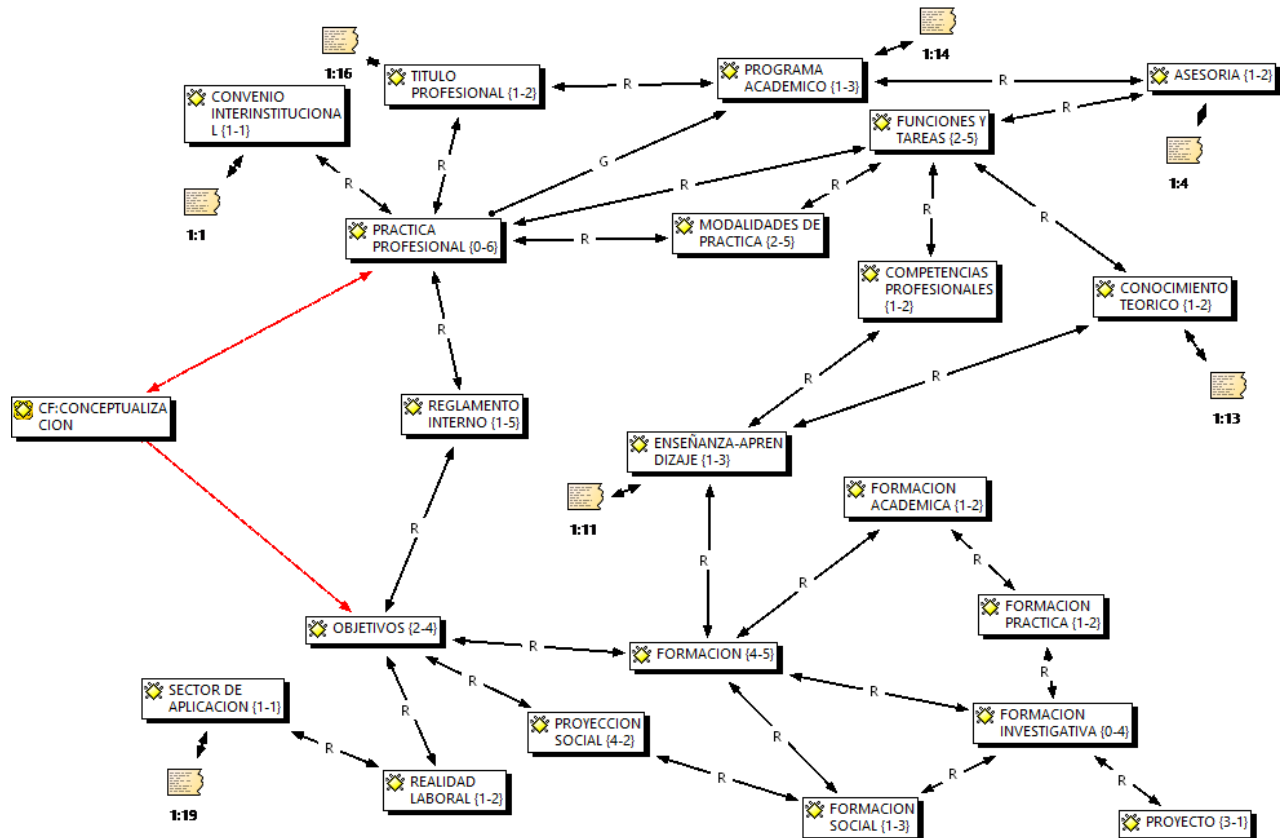 1:14
1:16
TITULO
PROFESIONAL {1-2}
R
PROGRAMA
ACADEMICO {1-3}
R
ASESORIA {1-2}
CONVENIO
INTERINSTITUCIONA
L {1-1}
FUNCIONES Y
TAREAS {2-5}
R
1:4
R
R
G
R
R
R
R
1:1
PRACTICA
PROFESIONAL {0-6}
R
MODALIDADES DE
PRACTICA {2-5}
COMPETENCIAS
PROFESIONALES
{1-2}
CONOCIMIENTO
TEORICO {1-2}
R
R
R
1:13
CF:CONCEPTUALIZA
CION
REGLAMENTO
INTERNO {1-5}
ENSEÑANZA-APREN
DIZAJE {1-3}
1:11
FORMACION
ACADEMICA {1-2}
R
R
R
R
FORMACION
PRACTICA {1-2}
OBJETIVOS {2-4}
R
FORMACION {4-5}
R
SECTOR DE
APLICACION {1-1}
R
R
R
R
PROYECCION
SOCIAL {4-2}
FORMACION
INVESTIGATIVA {0-4}
R
R
R
R
1:19
REALIDAD
LABORAL {1-2}
FORMACION
SOCIAL {1-3}
PROYECTO {3-1}